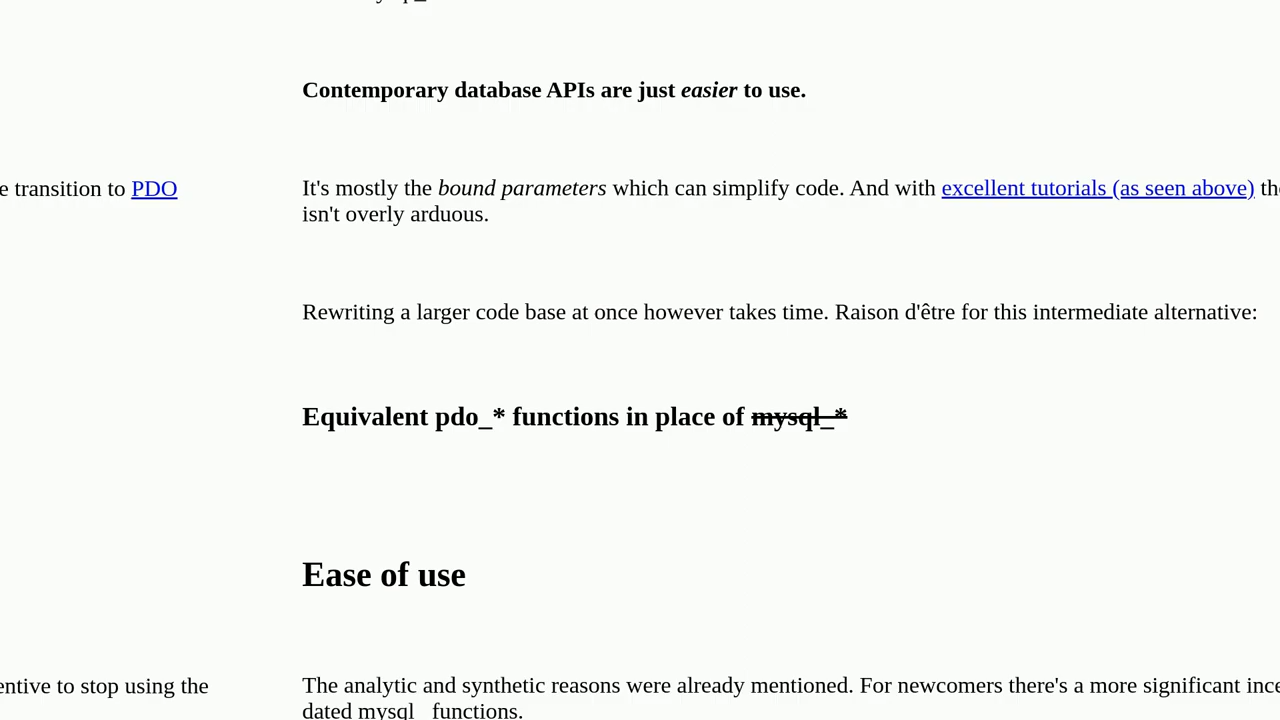 Contemporary database APIs are just easier to use.
e transition to PDO
It's mostly the bound parameters which can simplify code. And with excellent tutorials (as seen above)
isn't overly arduous.
Rewriting a larger code base at once however takes time. Raison d'être for this intermediate alternative:
Equivalent pdo_* functions in place of mysql_*
Ease of use
entive to stop using the
The analytic and synthetic reasons were already mentioned. For newcomers there's a more significant ince
dated mysql_ functions.